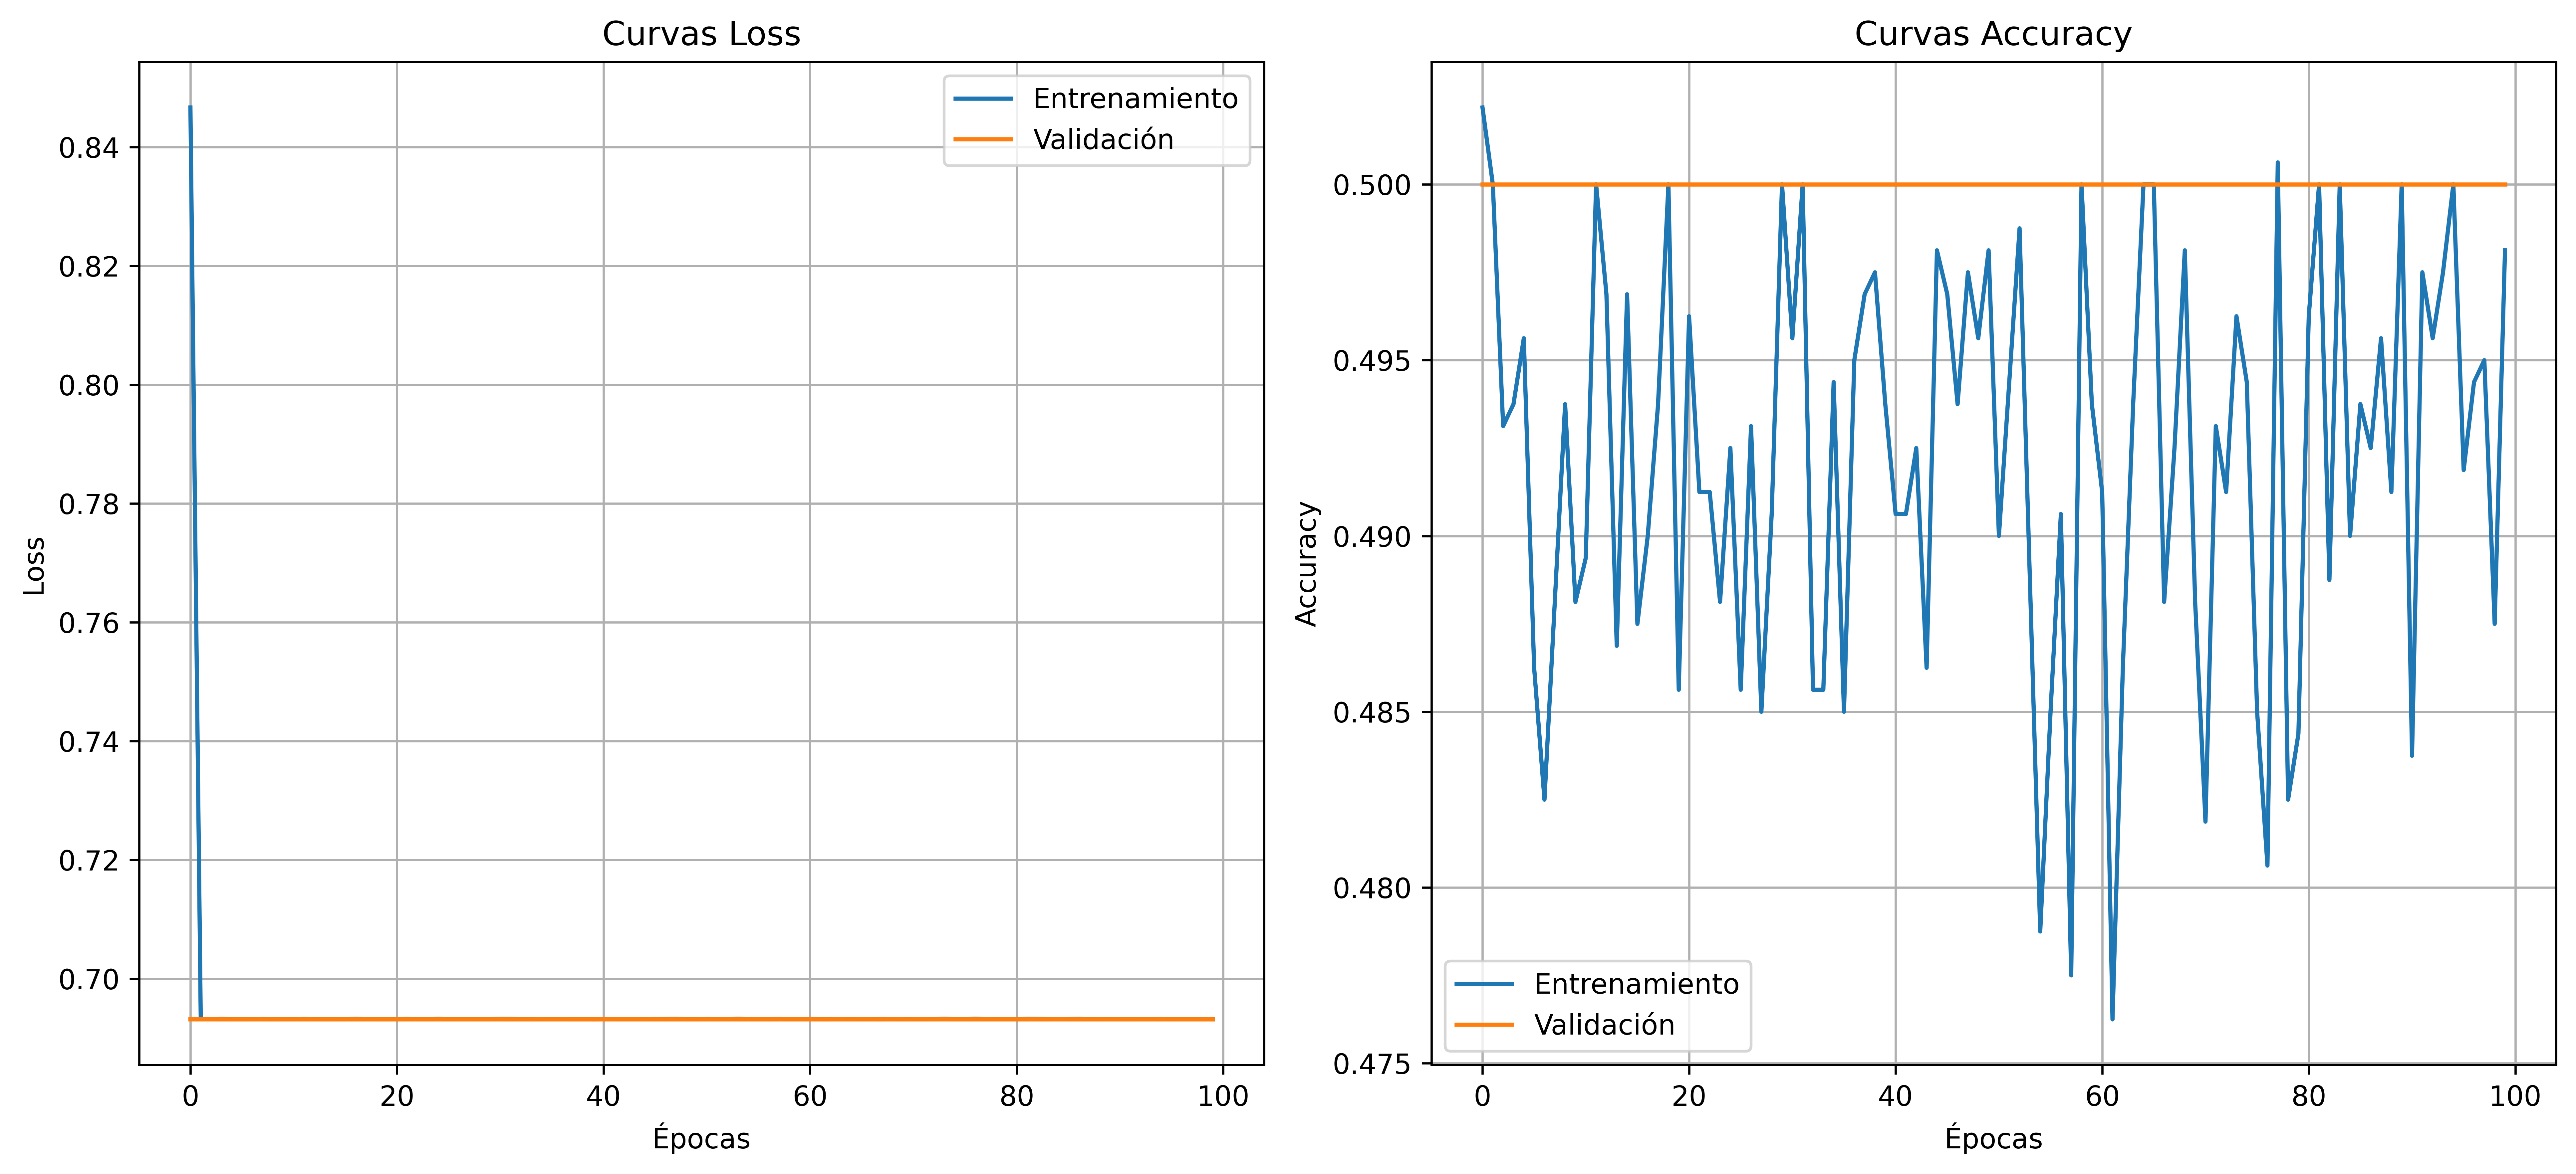 Curvas Loss
Loss
0.84
0.82
0.80
0.78
0.76
0.74
0.72
0.70
0 20 40 60 80 100
Épocas
Entrenamiento
Validación
Curvas Accuracy
Accuracy
0.500
0.495
0.490
0.485
0.480
0.475
0 20 40 60 80 100
Épocas
Entrenamiento
Validación